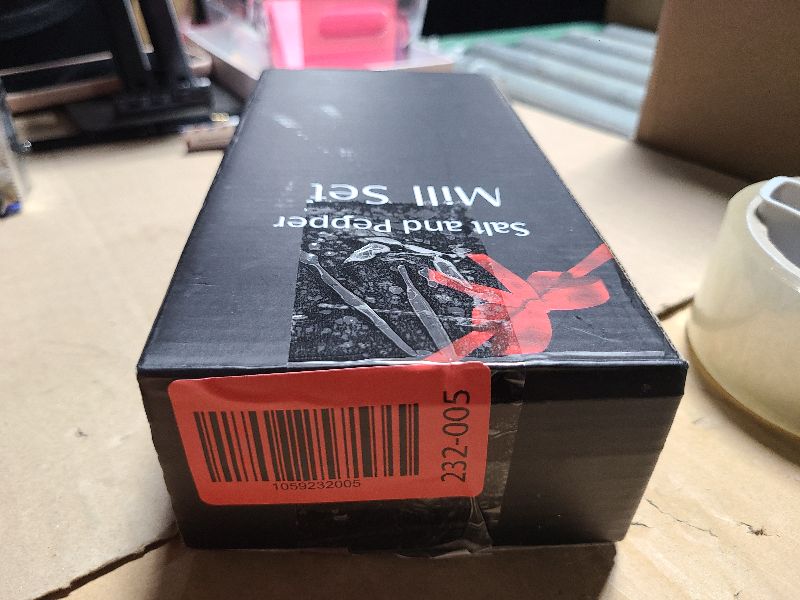 Salt and Pepper
Mill Set
1059232005
232-005